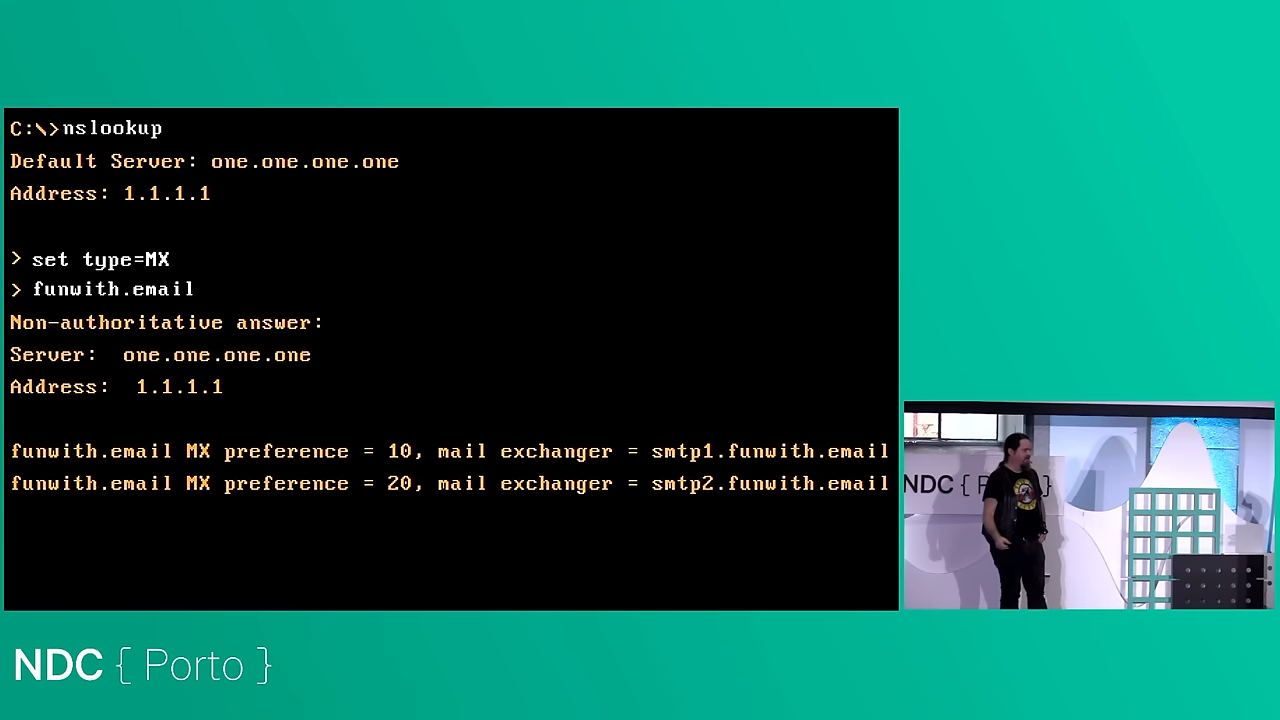 C:\>nslookup
Default Server: one.one.one.one
Address: 1.1.1.1
> set type=MX
> funwith.email
Non-authoritative answer:
Server: one.one.one.one
Address: 1.1.1.1
funwith.email MX preference = 10, mail exchanger = smtp1.funwith.email
funwith.email MX preference = 20, mail exchanger = smtp2.funwith.email
NDC { P }
NDC { Porto }